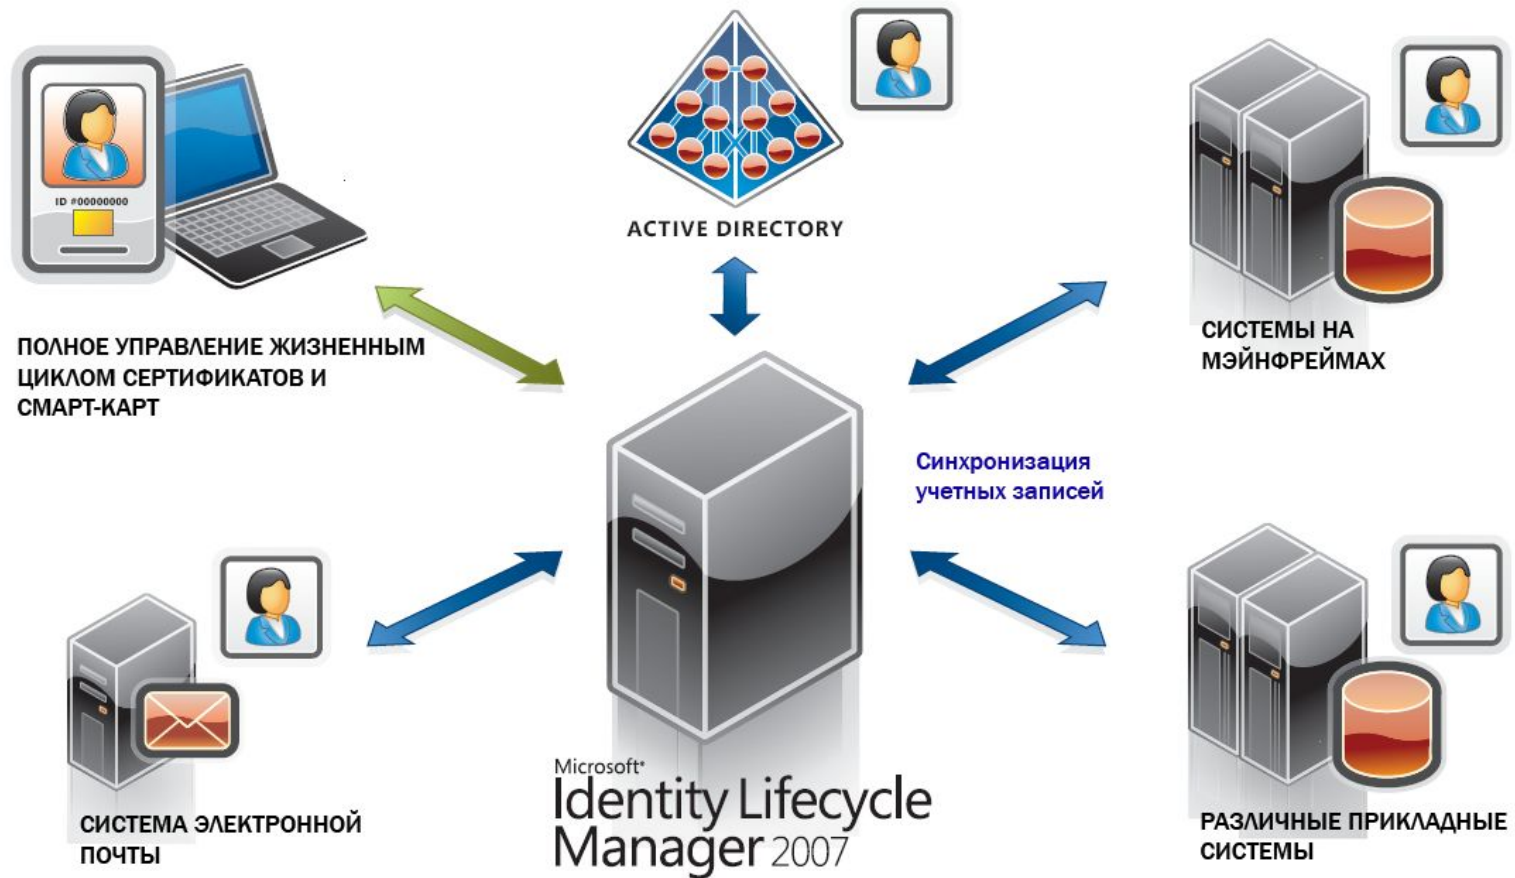 ID #00000000
ACTIVE DIRECTORY
ПОЛНОЕ УПРАВЛЕНИЕ ЖИЗНЕННЫМ
ЦИКЛОМ СЕРТИФИКАТОВ И
СМАРТ-КАРТ
СИСТЕМЫ НА
МЭЙНФРЕЙМАХ
Синхронизация
учетных записей
СИСТЕМА ЭЛЕКТРОННОЙ
ПОЧТЫ
Microsoft®
Identity Lifecycle
Manager 2007
РАЗЛИЧНЫЕ ПРИКЛАДНЫЕ
СИСТЕМЫ